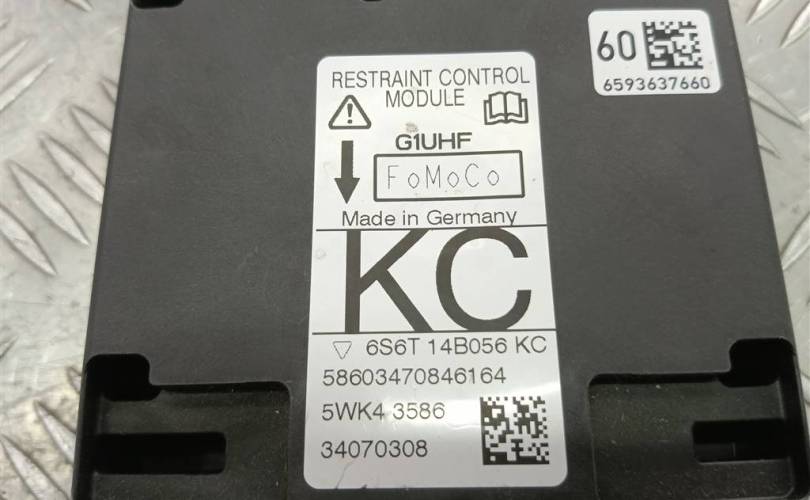 60
6593637660
RESTRAINT CONTROL
MODULE
G1UHF
FoMoCo
Made in Germany
KC
6S6T 14B056 KC
58603470846164
5WK4 3586
34070308